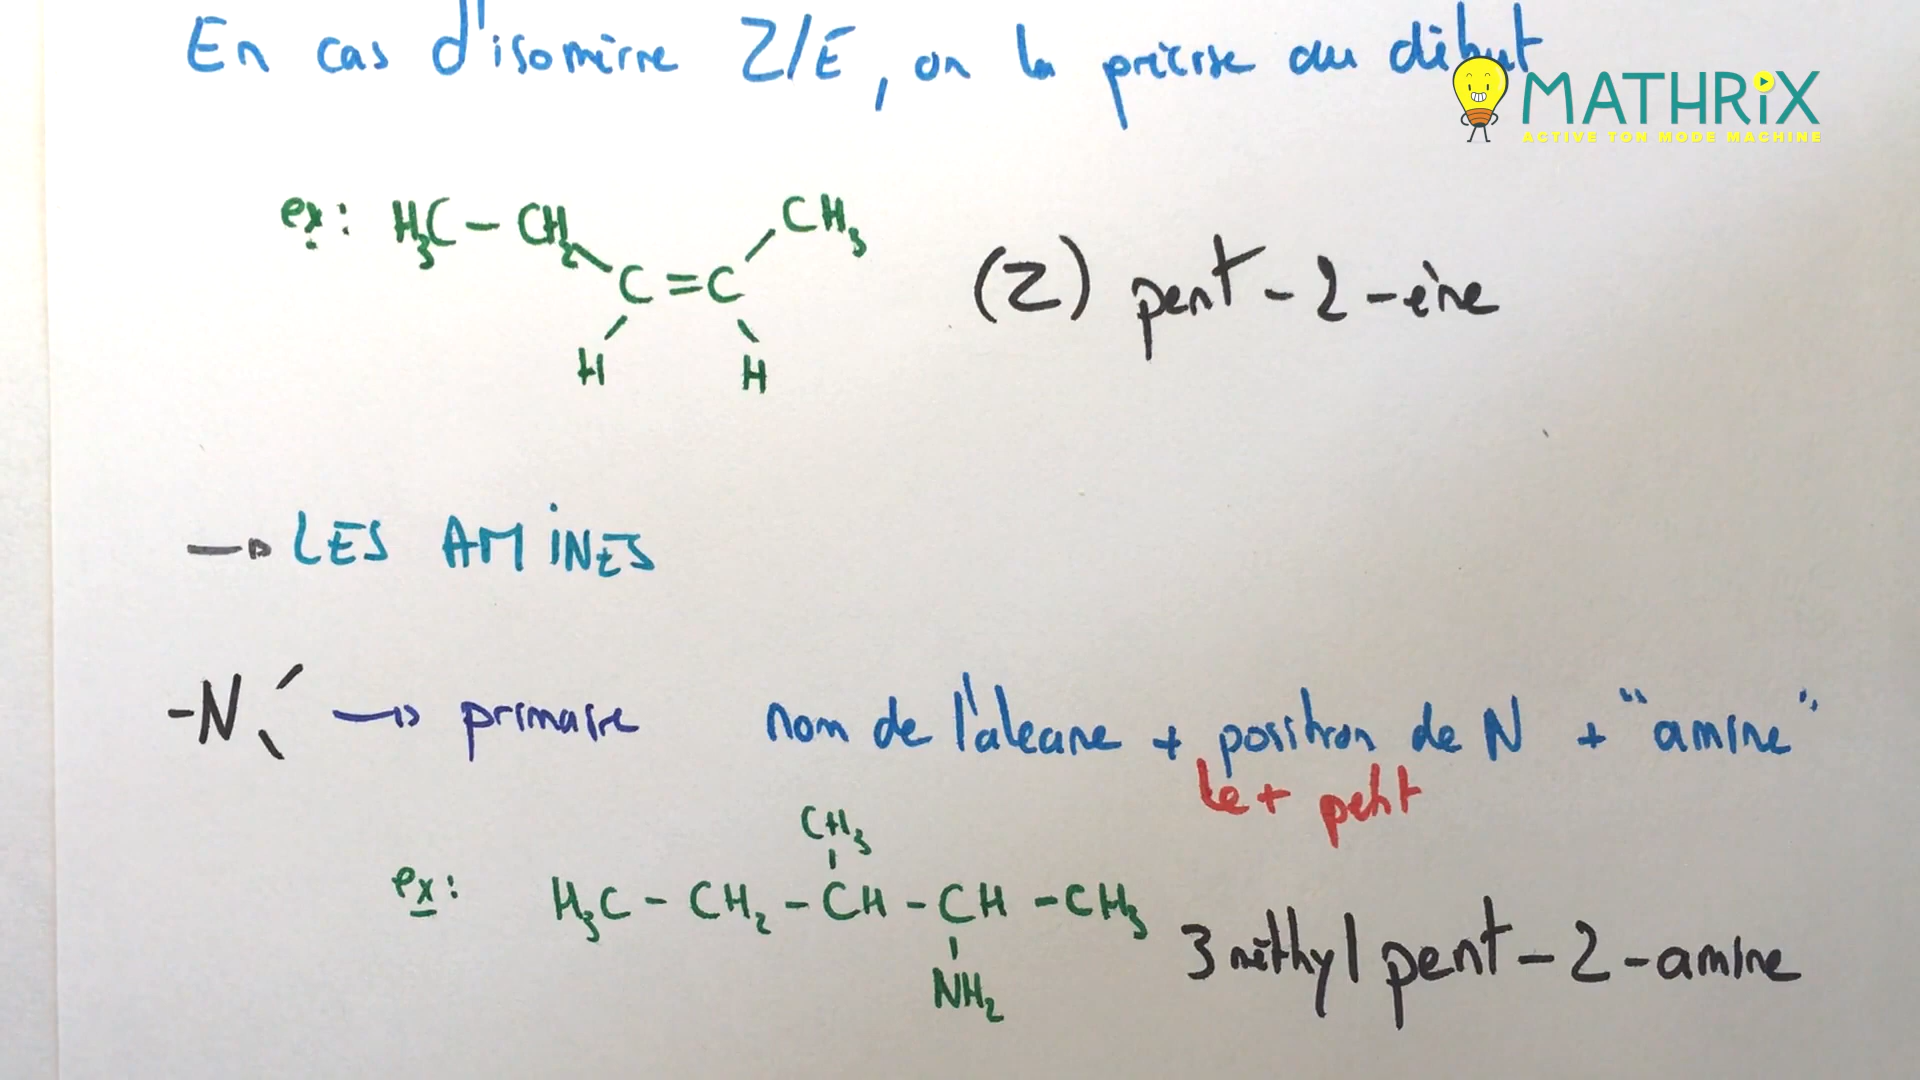 En cas d'isomérie Z/E, on la précise au début
MATHRiX
ACTIVE TON MODE MACHINE
ex: H3C - CH2 CH3
C = C
H H
(Z) pent - 2 - ène
→ LES AMINES
-N → primaire nom de l'alcane + position de N + "amine"
le + petit
CH3
ex: H3C - CH2 - CH - CH - CH3
NH2
3 méthyl pent - 2 - amine